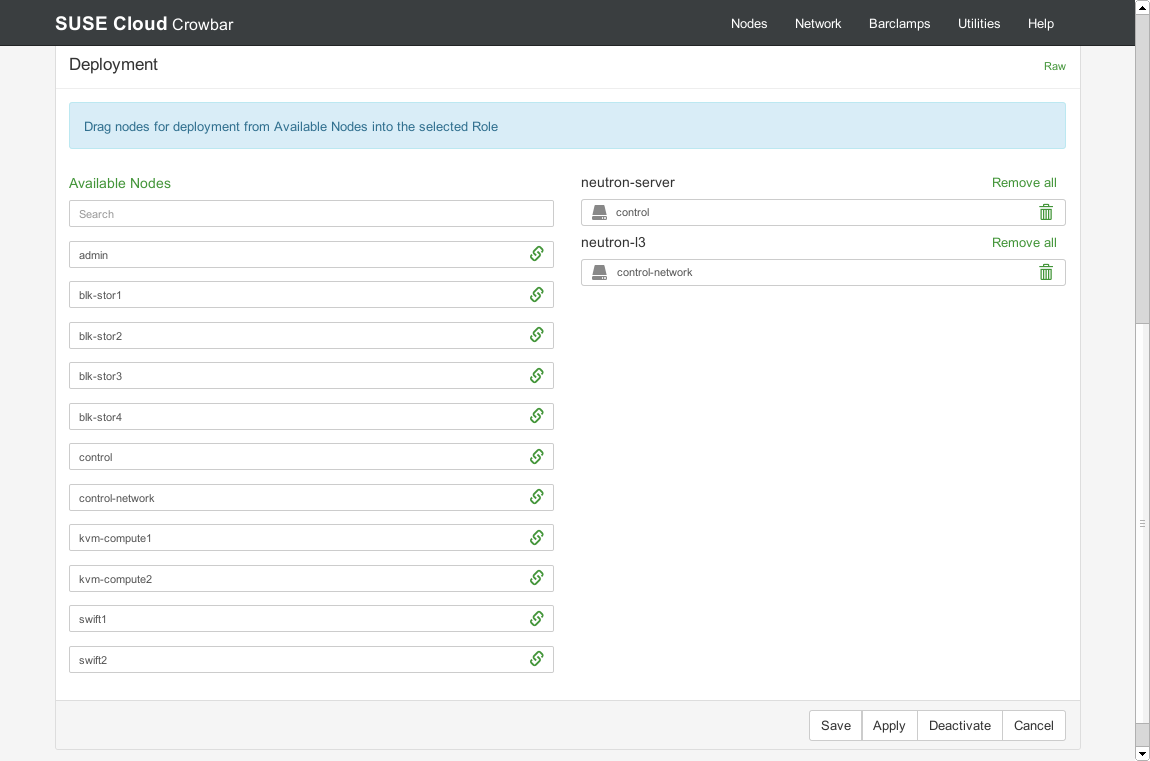 SUSE Cloud Crowbar
Nodes Network Barclamps Utilities Help
Deployment
Raw
Drag nodes for deployment from Available Nodes into the selected Role
Available Nodes
Search
admin
blk-stor1
blk-stor2
blk-stor3
blk-stor4
control
control-network
kvm-compute1
kvm-compute2
swift1
swift2
neutron-server
Remove all
control
neutron-l3
Remove all
control-network
Save Apply Deactivate Cancel